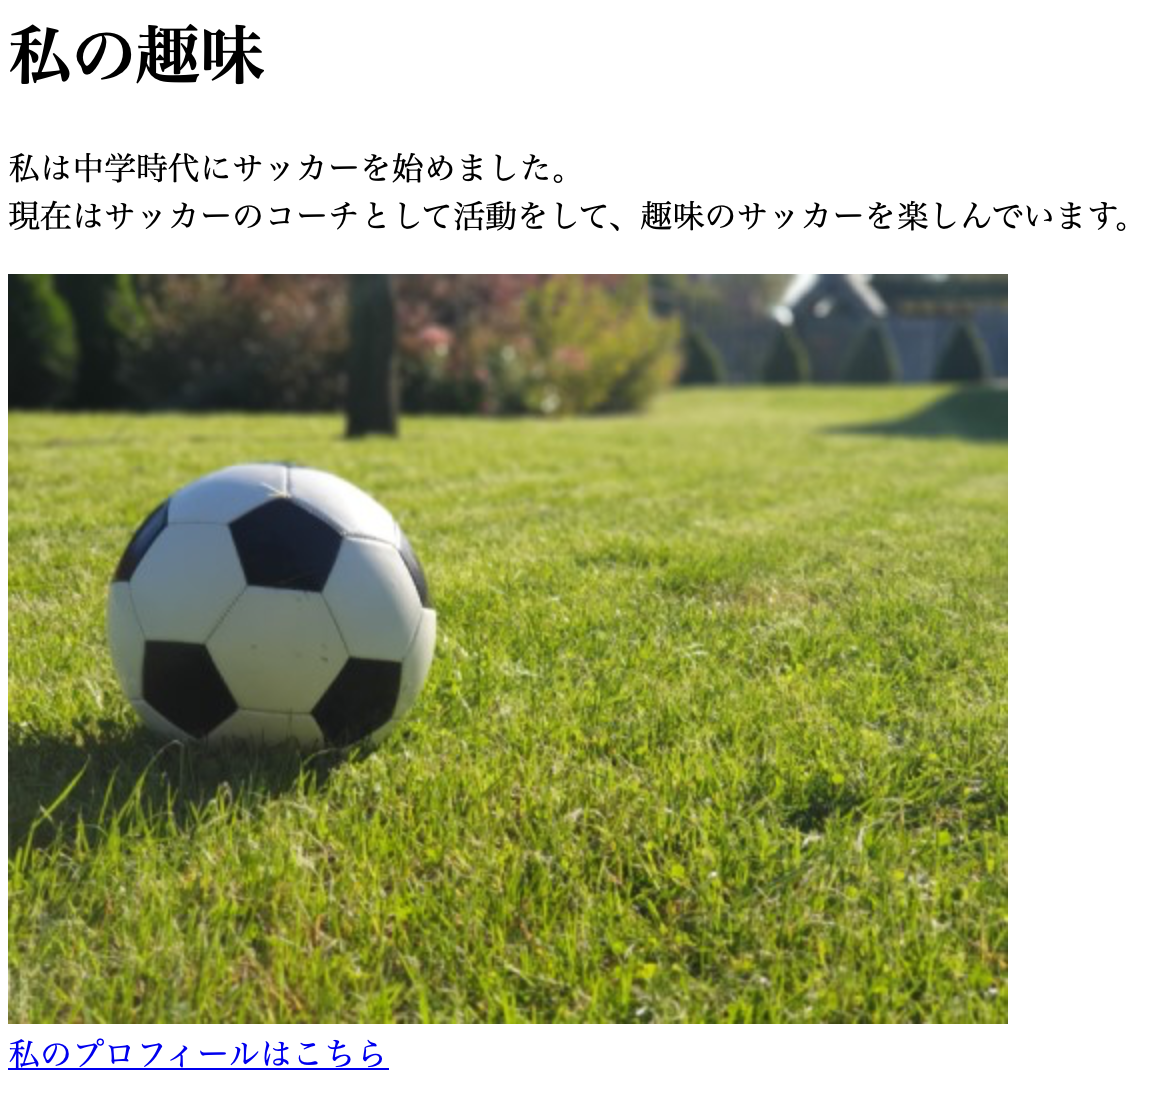 私の趣味
私は中学時代にサッカーを始めました。
現在はサッカーのコーチとして活動をして、趣味のサッカーを楽しんでいます。
私のプロフィールはこちら